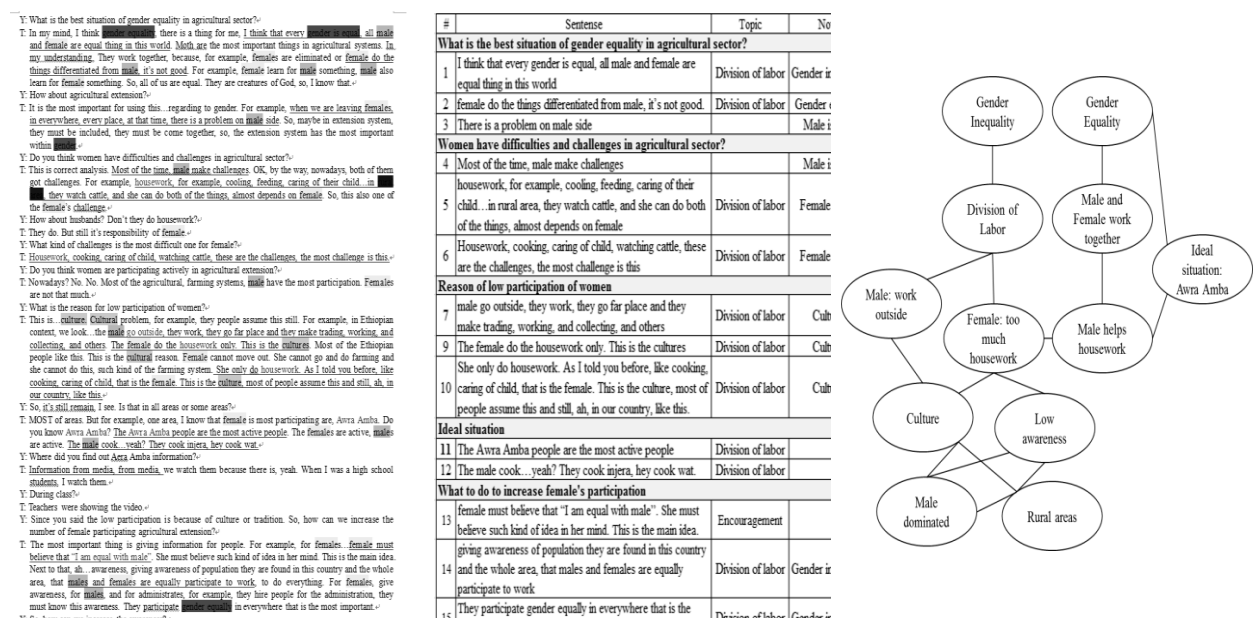 Y: What is the best situation of gender equality in agricultural sector?
T: In my mind, I think gender equality, there is a thing for me, I think that every gender is equal, all male
and female are equal thing in this world. Moth are the most important things in agricultural systems. In
my understanding. They work together, because, for example, females are eliminated or female do the
things differentiated from male, it's not good. For example, female learn for male something, male also
learn for female something. So, all of us are equal. They are creatures of God, so, I know that.
Y: How about agricultural extension?
T: It is the most important for using this…regarding to gender. For example, when we are leaving females,
in everywhere, every place, at that time, there is a problem on male side. So, maybe in extension system,
they must be included, they must be come together, so, the extension system has the most important
within gender.
Y: Do you think women have difficulties and challenges in agricultural sector?
T: This is correct analysis. Most of the time, male make challenges. OK, by the way, nowadays, both of them
got challenges. For example, housework, for example, cooling, feeding, caring of their child…in
they watch cattle, and she can do both of the things, almost depends on female. So, this also one of
the female's challenge.
Y: How about husbands? Don't they do housework?
T: They do. But still it's responsibility of female.
Y: What kind of challenges is the most difficult one for female?
T: Housework, cooking, caring of child, watching cattle, these are the challenges, the most challenge is this.
Y: Do you think women are participating actively in agricultural extension?
T: Nowadays? No. No. Most of the agricultural, farming systems, male have the most participation. Females
are not that much.
Y: What is the reason for low participation of women?
T: This is…culture. Cultural problem, for example, they people assume this still. For example, in Ethiopian
context, we look…the male go outside, they work, they go far place and they make trading, working, and
collecting, and others. The female do the housework only. This is the cultures. Most of the Ethiopian
people like this. This is the cultural reason. Female cannot move out. She cannot go and do farming and
she cannot do this, such kind of the farming system. She only do housework. As I told you before, like
cooking, caring of child, that is the female. This is the culture, most of people assume this and still, ah, in
our country, like this.
Y: So, it's still remain, I see. Is that in all areas or some areas?
T: MOST of areas. But for example, one area, I know that female is most participating are, Awra Amba. Do
you know Awra Amba? The Awra Amba people are the most active people. The females are active, males
are active. The male cook…yeah? They cook injera, hey cook wat.
Y: Where did you find out Aera Amba information?
T: Information from media, from media, we watch them because there is, yeah. When I was a high school
students, I watch them.
Y: During class?
T: Teachers were showing the video.
Y: Since you said the low participation is because of culture or tradition. So, how can we increase the
number of female participating agricultural extension?
T: The most important thing is giving information for people. For example, for females…female must
believe that "I am equal with male". She must believe such kind of idea in her mind. This is the main idea.
Next to that, ah…awareness, giving awareness of population they are found in this country and the whole
area, that males and females are equally participate to work, to do everything. For females, give
awareness, for males, and for administrates, for example, they hire people for the administration, they
must know this awareness. They participate gender equally in everywhere that is the most important.
# Sentense Topic No
What is the best situation of gender equality in agricultural sector?
1 I think that every gender is equal, all male and female are
equal thing in this world Division of labor Gender in
2 female do the things differentiated from male, it's not good. Division of labor Gender
3 There is a problem on male side Male i
Women have difficulties and challenges in agricultural sector?
4 Most of the time, male make challenges Male i
5 housework, for example, cooling, feeding, caring of their
child…in rural area, they watch cattle, and she can do both
of the things, almost depends on female Division of labor Female
6 Housework, cooking, caring of child, watching cattle, these
are the challenges, the most challenge is this Division of labor Female
Reason of low participation of women
7 male go outside, they work, they go far place and they
make trading, working, and collecting, and others Division of labor Cult
9 The female do the housework only. This is the cultures Division of labor Cult
10 She only do housework. As I told you before, like cooking,
caring of child, that is the female. This is the culture, most of
people assume this and still, ah, in our country, like this. Division of labor Cult
Ideal situation
11 The Awra Amba people are the most active people Division of labor
12 The male cook…yeah? They cook injera, hey cook wat. Division of labor
What to do to increase female's participation
13 female must believe that "I am equal with male". She must
believe such kind of idea in her mind. This is the main idea. Encouragement
14 giving awareness of population they are found in this country
and the whole area, that males and females are equally
participate to work Division of labor Gender in
15 They participate gender equally in everywhere that is the Division of labor Gender in
Gender
Inequality
Gender
Equality
Division of
Labor
Male and
Female work
together
Ideal
situation:
Awra Amba
Male: work
outside
Female: too
much
housework
Male helps
housework
Culture
Low
awareness
Male
dominated
Rural areas